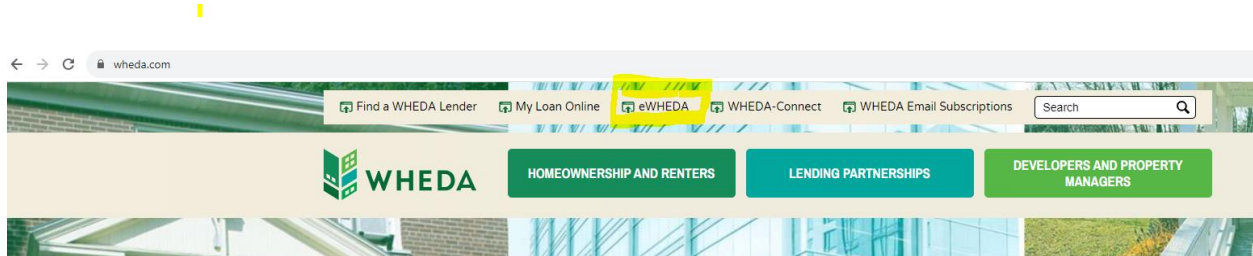 wheda.com
Find a WHEDA Lender My Loan Online eWHEDA WHEDA-Connect WHEDA Email Subscriptions Search
WHEDA
HOMEOWNERSHIP AND RENTERS
LENDING PARTNERSHIPS
DEVELOPERS AND PROPERTY
MANAGERS